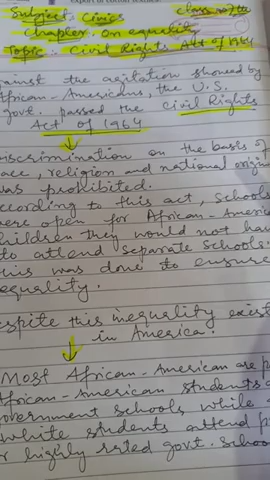 Subject: Civics
Chapter: on equality
Topic: Civil Rights Act of 1964
against the agitation showed by
African-Americans, the U.S.
Govt. passed the Civil Rights
Act of 1964
Discrimination on the basis of
race, religion and national origin
was prohibited.
According to this act, schools
were open for African-America
children they would not hav
to attend separate schools.
This was done to ensure
equality.
espite this inequality exist
in America.
Most African-American are p
African-American students
government schools while
white students attend p
or highly rated govt. schoo